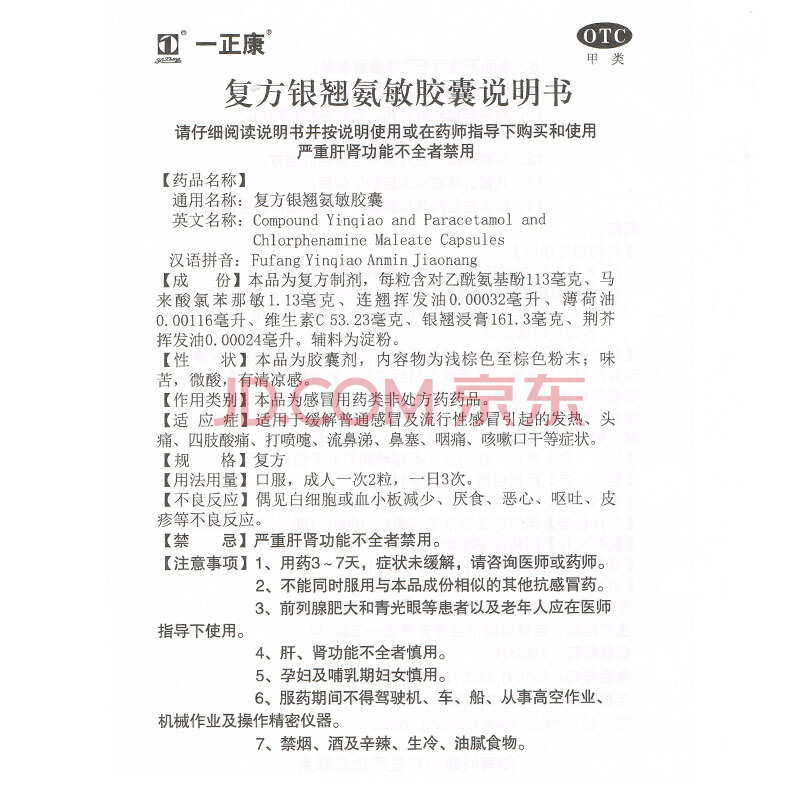 一正康
OTC
甲类
复方银翘氨敏胶囊说明书
请仔细阅读说明书并按说明使用或在药师指导下购买和使用
严重肝肾功能不全者禁用
【药品名称】
通用名称：复方银翘氨敏胶囊
英文名称：Compound Yinqiao and Paracetamol and
Chlorphenamine Maleate Capsules
汉语拼音：Fufang Yinqiao Anmin Jiaonang
【成 份】本品为复方制剂，每粒含对乙酰氨基酚113毫克、马
来酸氯苯那敏1.13毫克、连翘挥发油0.00032毫升、薄荷油
0.00116毫升、维生素C 53.23毫克、银翘浸膏161.3毫克、荆芥
挥发油0.00024毫升。辅料为淀粉。
【性 状】本品为胶囊剂，内容物为浅棕色至棕色粉末；味
苦，微酸，有清凉感。
【作用类别】本品为感冒用药类非处方药药品。
【适 应 症】适用于缓解普通感冒及流行性感冒引起的发热、头
痛、四肢酸痛、打喷嚏、流鼻涕、鼻塞、咽痛、咳嗽口干等症状。
【规 格】复方
【用法用量】口服，成人一次2粒，一日3次。
【不良反应】偶见白细胞或血小板减少、厌食、恶心、呕吐、皮
疹等不良反应。
【禁 忌】严重肝肾功能不全者禁用。
【注意事项】1、用药3～7天，症状未缓解，请咨询医师或药师。
2、不能同时服用与本品成份相似的其他抗感冒药。
3、前列腺肥大和青光眼等患者以及老年人应在医师
指导下使用。
4、肝、肾功能不全者慎用。
5、孕妇及哺乳期妇女慎用。
6、服药期间不得驾驶机、车、船、从事高空作业、
机械作业及操作精密仪器。
7、禁烟、酒及辛辣、生冷、油腻食物。
JD.COM 京东